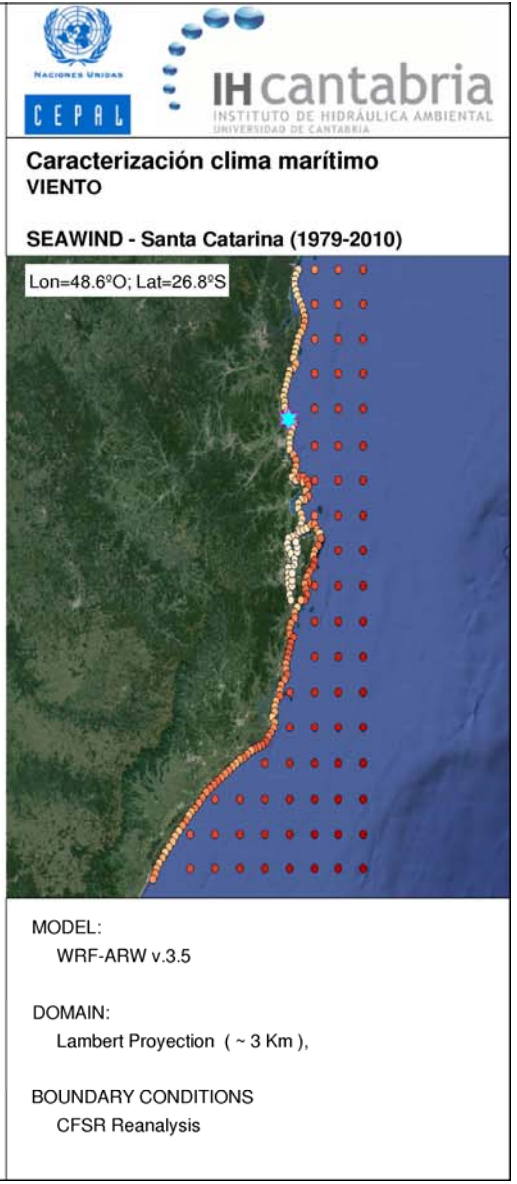 NACIONES UNIDAS
CEPAL
IHcantabria
INSTITUTO DE HIDRÁULICA AMBIENTAL
UNIVERSIDAD DE CANTABRIA
Caracterización clima marítimo
VIENTO
SEAWIND - Santa Catarina (1979-2010)
Lon=48.6ºO; Lat=26.8ºS
MODEL:
WRF-ARW v.3.5
DOMAIN:
Lambert Proyection ( ~ 3 Km ),
BOUNDARY CONDITIONS
CFSR Reanalysis